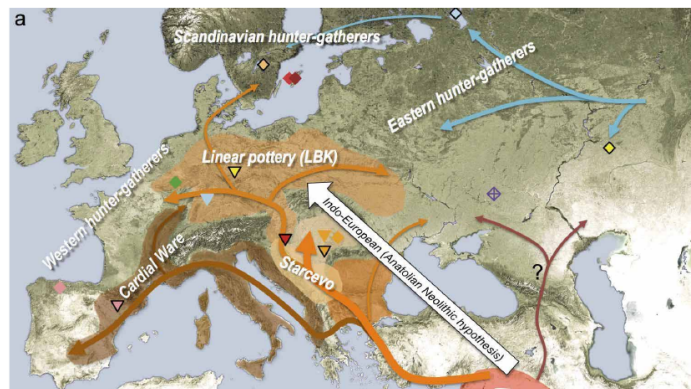 a
Scandinavian hunter-gatherers
Eastern hunter-gatherers
Western hunter-gatherers
Linear pottery (LBK)
Cardial Ware
Starcevo
Indo-European (Anatolian Neolithic hypothesis)
?